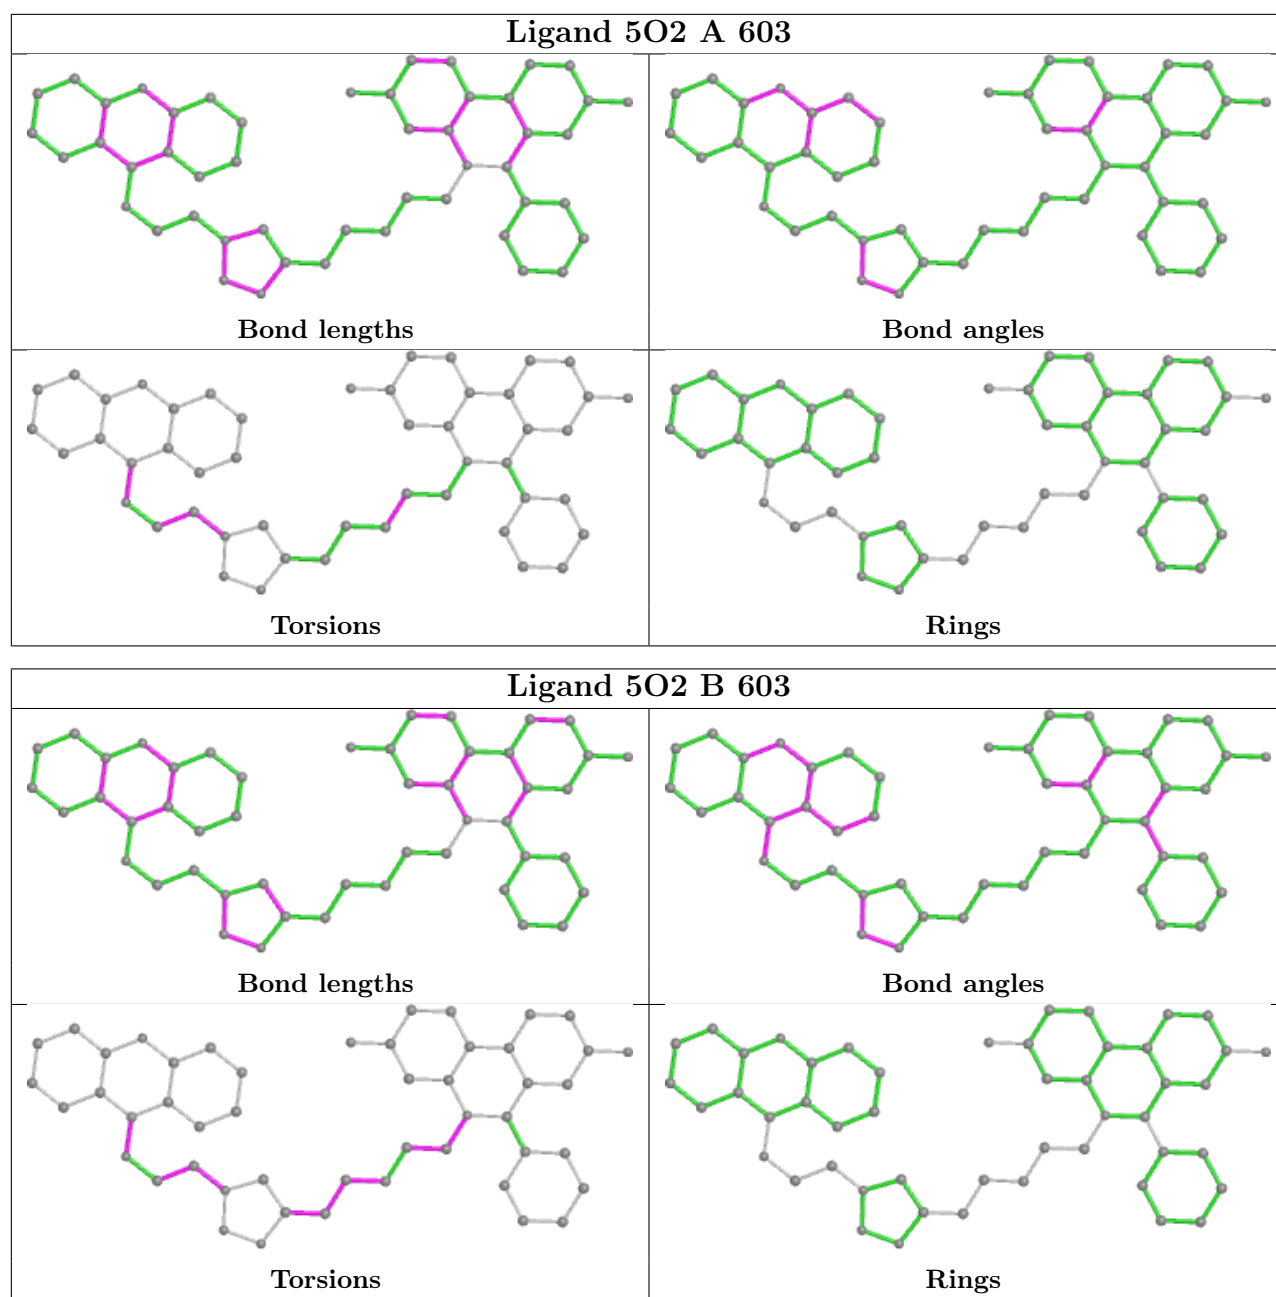 Ligand 5O2 A 603
Bond lengths
Bond angles
Torsions
Rings
Ligand 5O2 B 603
Bond lengths
Bond angles
Torsions
Rings